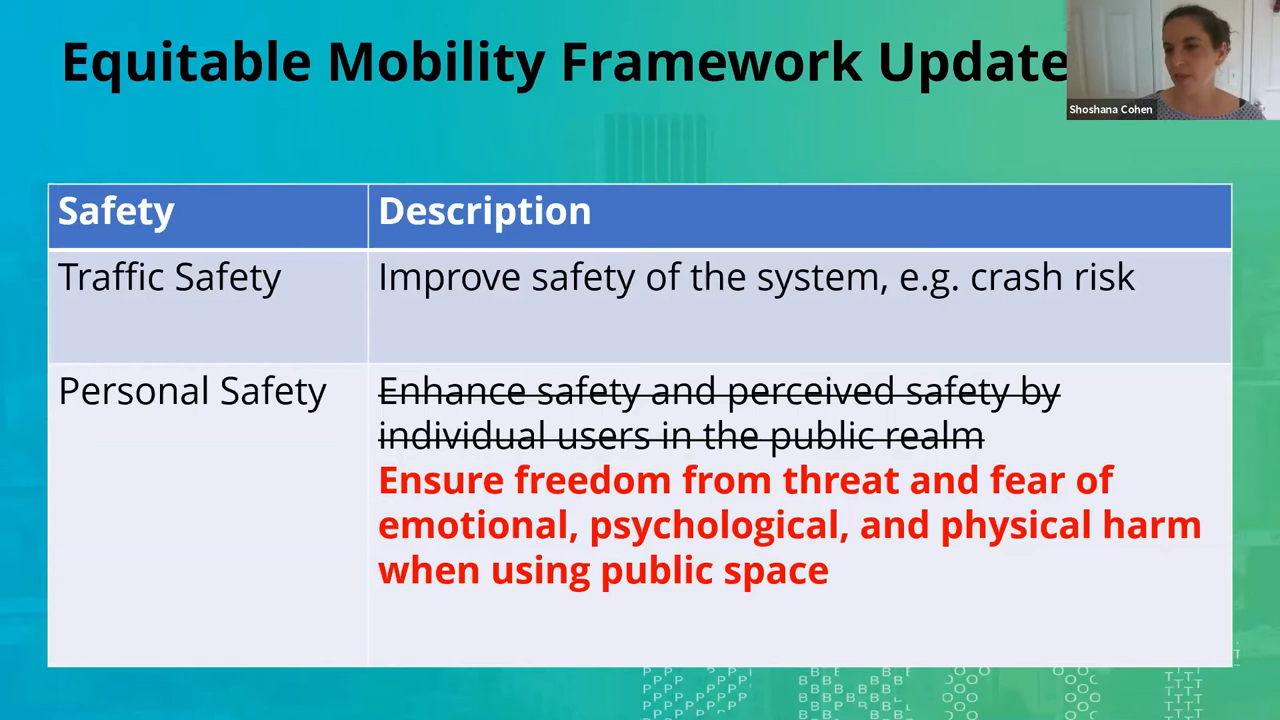 Equitable Mobility Framework Update
Shoshana Cohen
Safety
Description
Traffic Safety
Improve safety of the system, e.g. crash risk
Personal Safety
Enhance safety and perceived safety by
individual users in the public realm
Ensure freedom from threat and fear of
emotional, psychological, and physical harm
when using public space